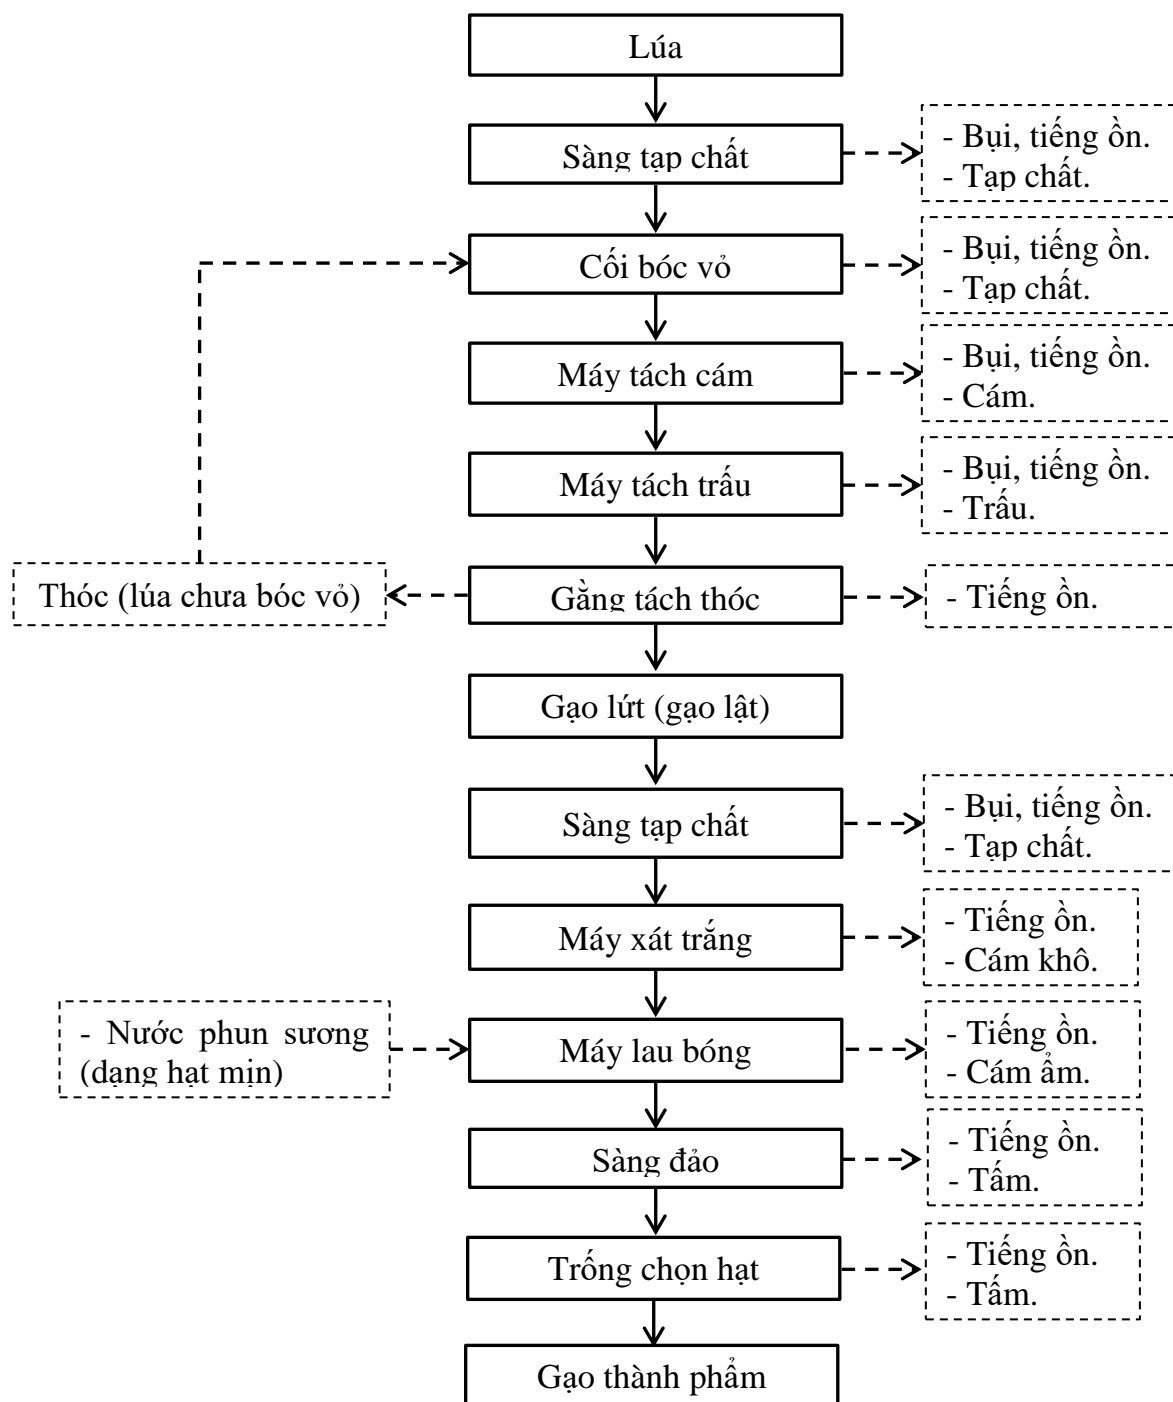 Lúa
Sàng tạp chất
- Bụi, tiếng ồn.
- Tạp chất.
Cối bóc vỏ
- Bụi, tiếng ồn.
- Tạp chất.
Máy tách cám
- Bụi, tiếng ồn.
- Cám.
Máy tách trấu
- Bụi, tiếng ồn.
- Trấu.
Thóc (lúa chưa bóc vỏ)
Gằng tách thóc
- Tiếng ồn.
Gạo lứt (gạo lật)
Sàng tạp chất
- Bụi, tiếng ồn.
- Tạp chất.
Máy xát trắng
- Tiếng ồn.
- Cám khô.
- Nước phun sương
(dạng hạt mịn)
Máy lau bóng
- Tiếng ồn.
- Cám ẩm.
Sàng đảo
- Tiếng ồn.
- Tấm.
Trống chọn hạt
- Tiếng ồn.
- Tấm.
Gạo thành phẩm